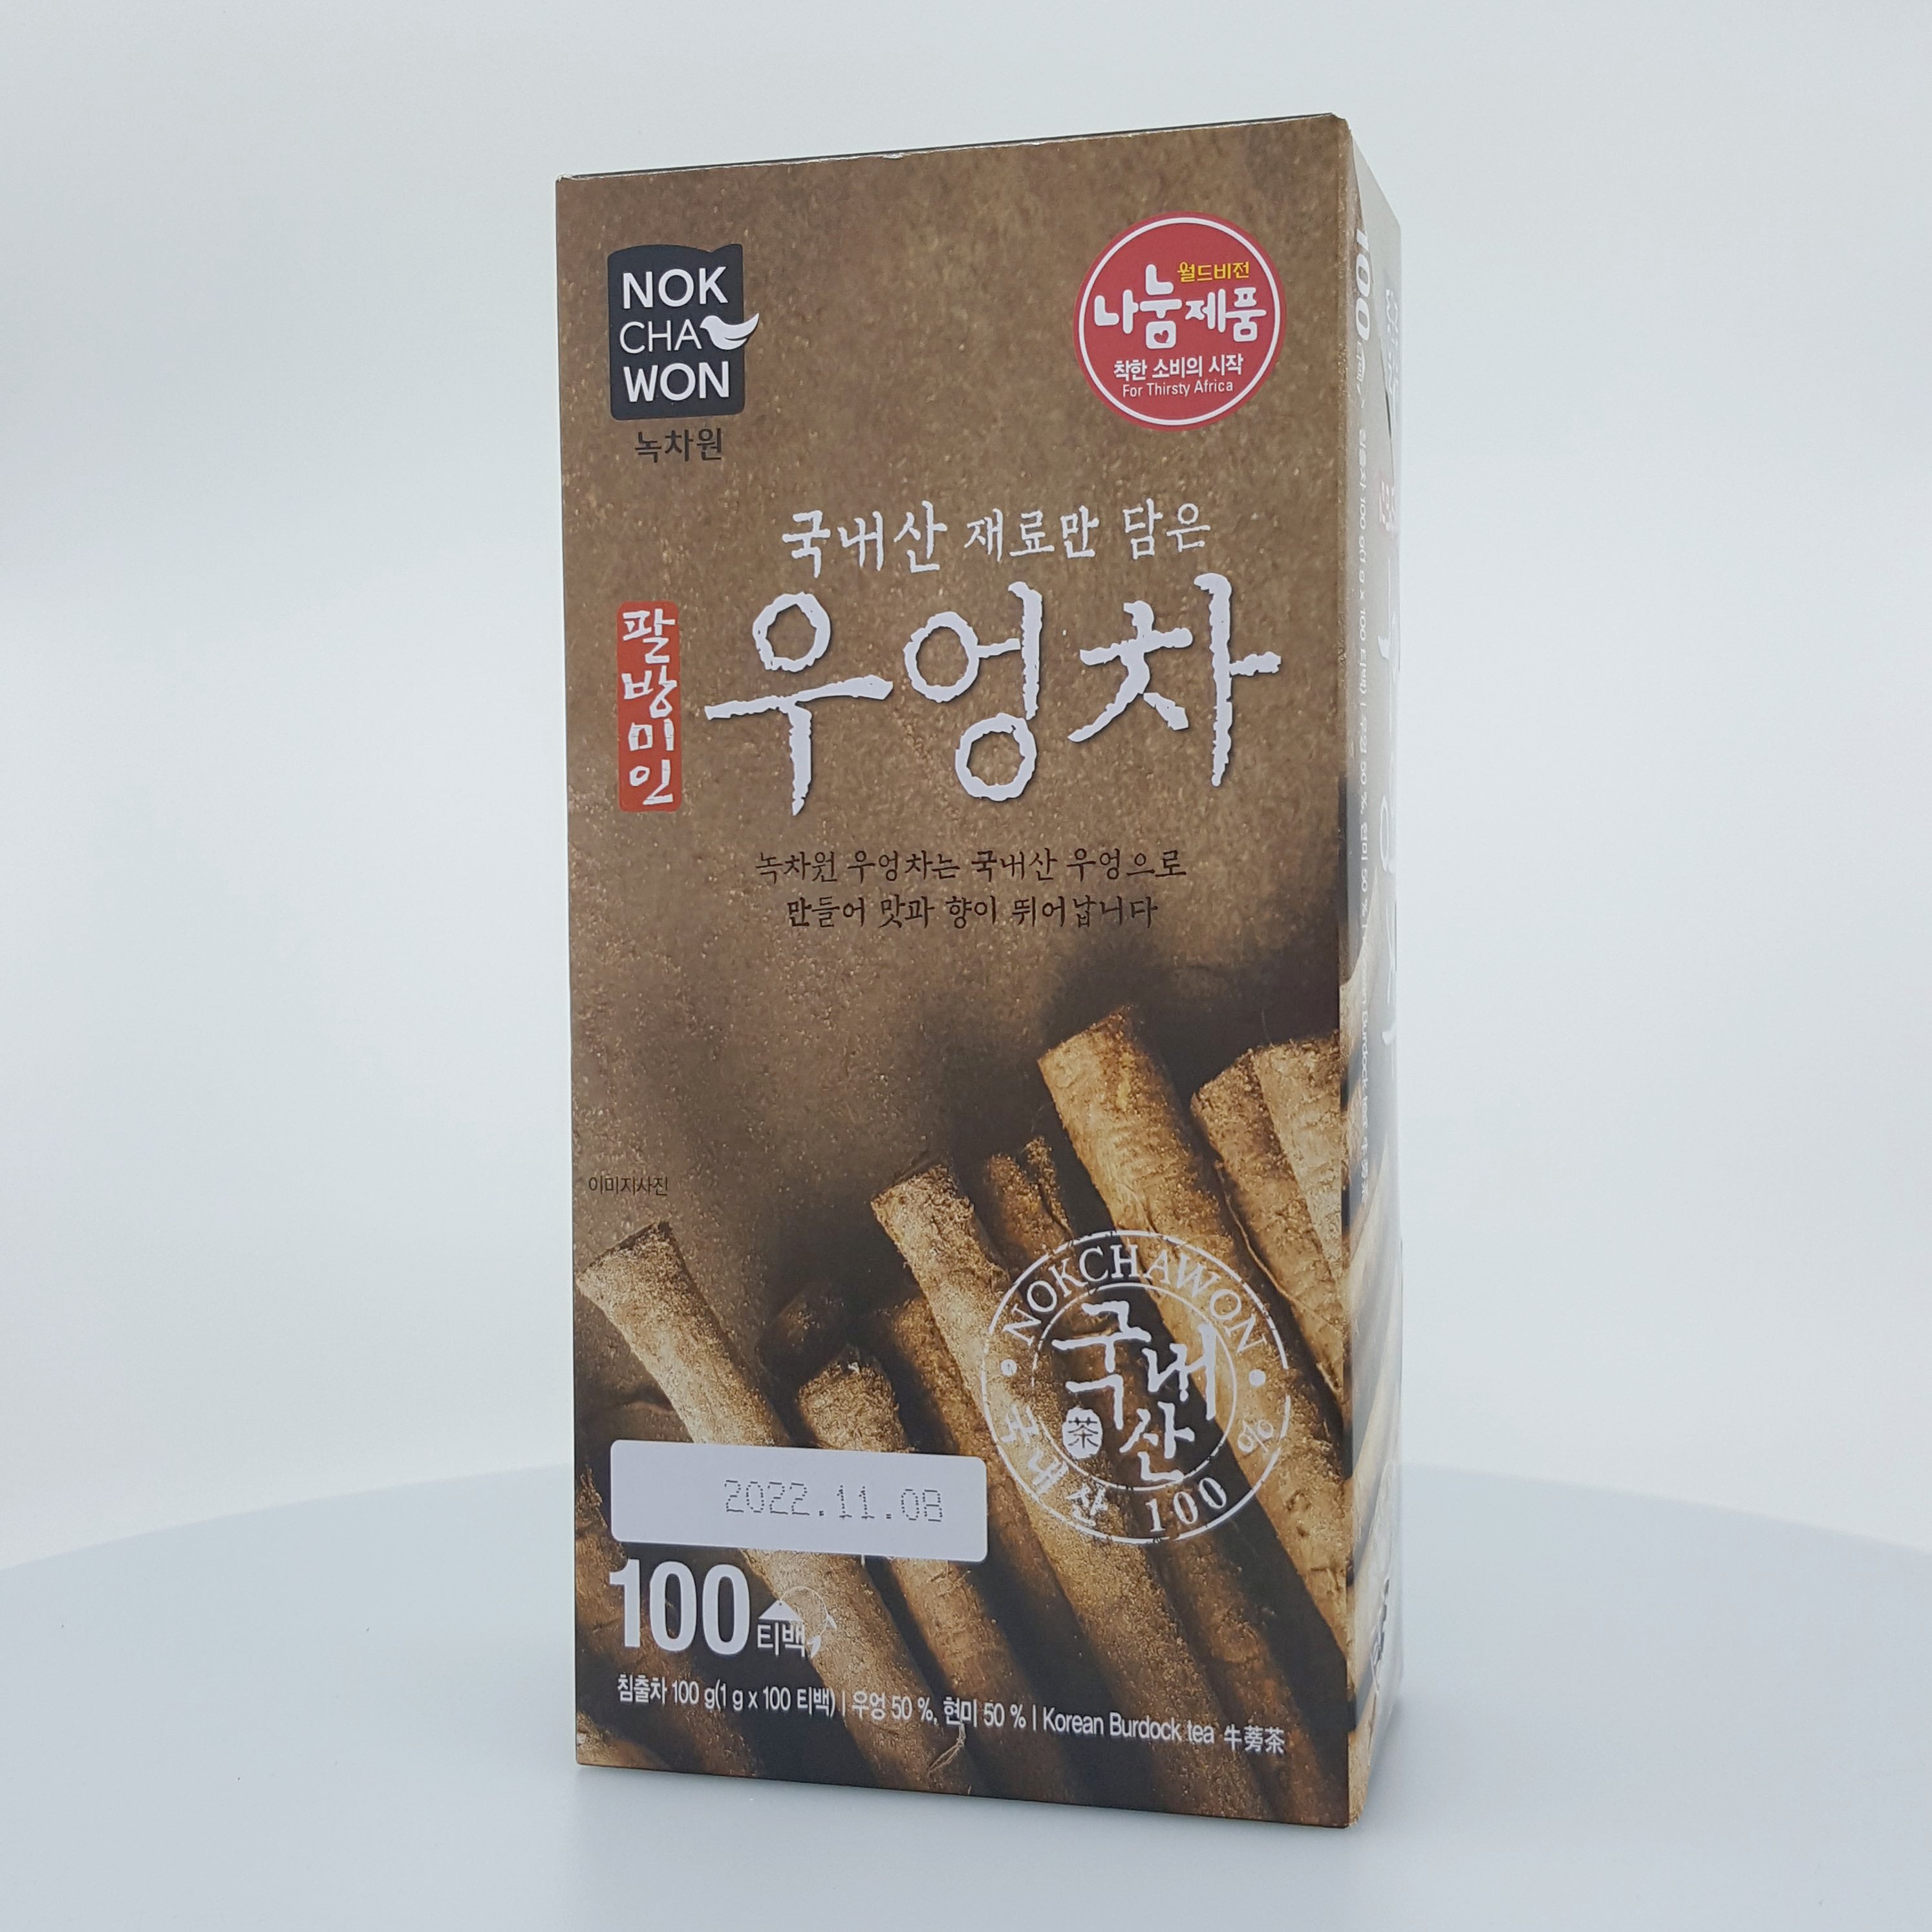 NOK
CHA
WON
녹차원
월드비전
나눔제품
착한 소비의 시작
For Thirsty Africa
국내산 재료만 담은
우엉차
팔방미인
녹차원 우엉차는 국내산 우엉으로
만들어 맛과 향이 뛰어납니다
이미지사진
NOKCHAWON
국내산
茶
국내산 100 %
2022.11.08
100 티백
침출차 100 g(1 g x 100 티백) | 우엉 50 %, 현미 50 % | Korean Burdock tea 牛蒡茶
100